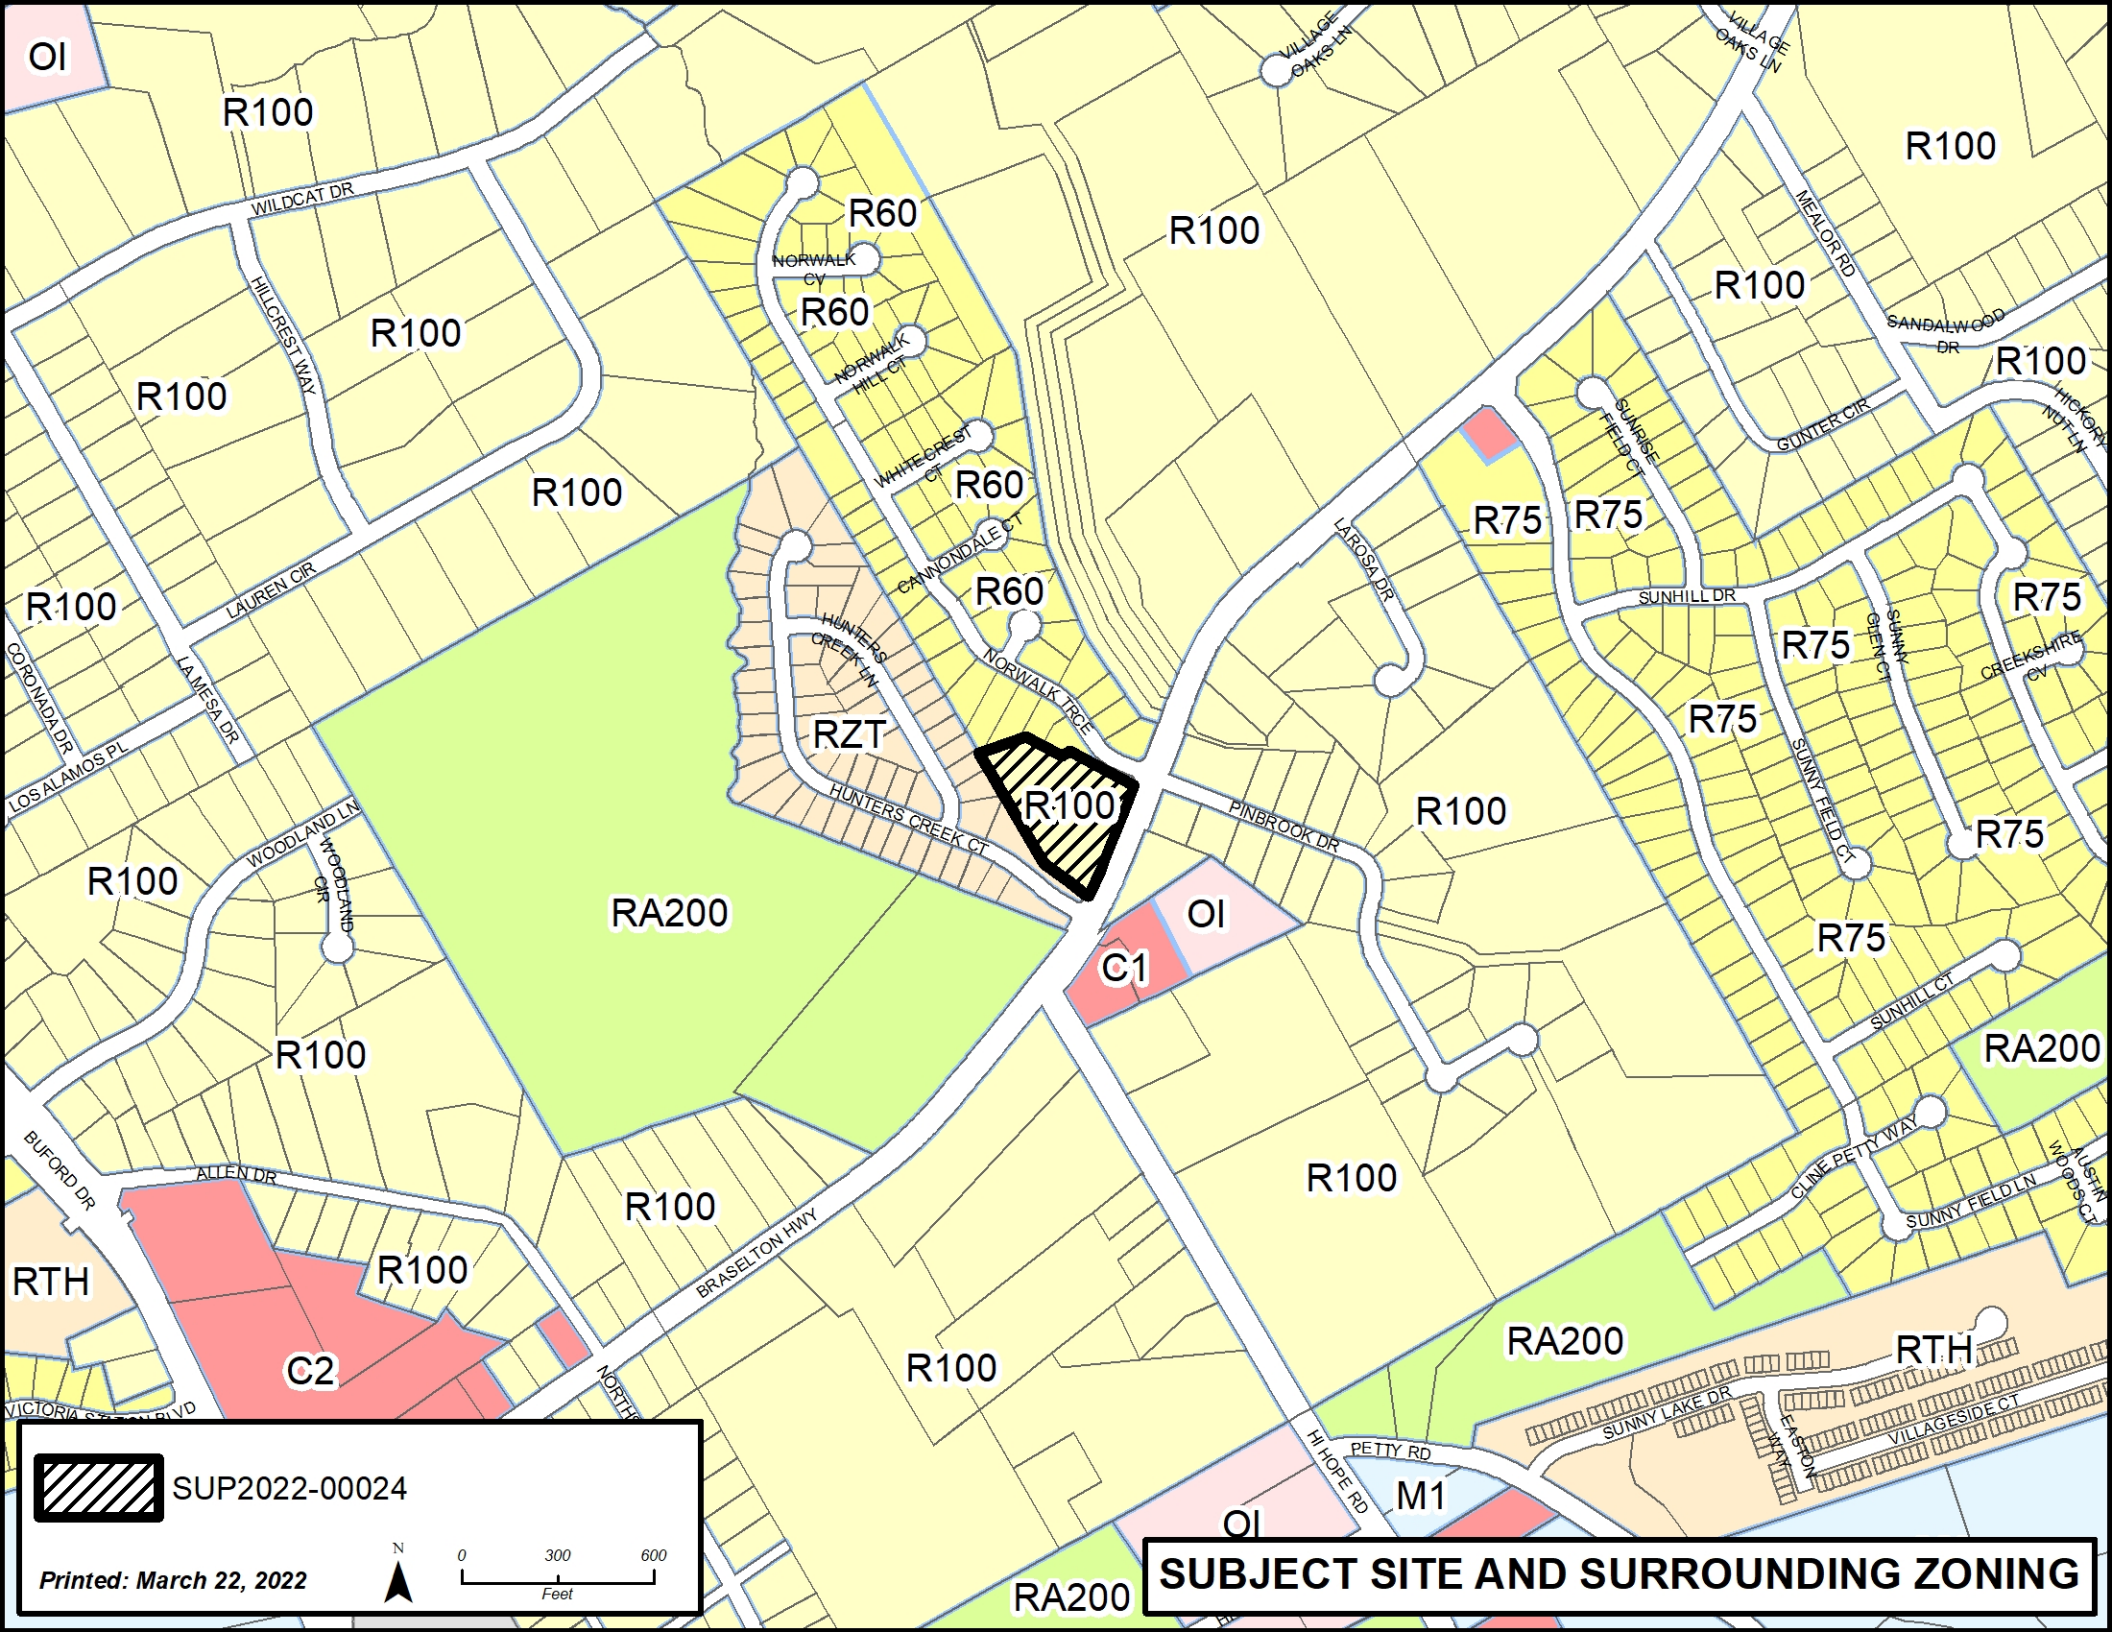 OI
VILLAGE
OAKS LN
VILLAGE
OAKS LN
R100
R100
WILDCAT DR
R60
R100
MEALOR RD
NORWALK
CV
R100
HILLCREST WAY
R60
R100
SANDALWOOD
DR
NORWALK
HILL CT
R100
R100
HICKORY
NUT LN
GUNTER CIR
SUNRISE
FIELD CT
WHITECREST
CT
R60
R100
R75
R75
LAROSA DR
CANNONDALE CT
LAUREN CIR
R60
SUNHILL DR
R75
R100
HUNTERS
CREEK LN
R75
SUNNY
GLEN CT
CREEKSHIRE
CV
CORONADA DR
LA MESA DR
NORWALK TRCE
R75
RZT
LOS ALAMOS PL
SUNNY FIELD CT
R100
R100
PINBROOK DR
HUNTERS CREEK CT
R75
WOODLAND LN
WOODLAND
CIR
R100
RA200
OI
R75
C1
SUNHILL CT
R100
RA200
BUFORD DR
ALLEN DR
CLINE PETTY WAY
AUSTIN
WOODS CT
R100
R100
SUNNY FIELD LN
BRASELTON HWY
R100
RTH
RA200
RTH
C2
R100
SUNNY LAKE DR
NORTHS
VICTORIA STATION BLVD
VILLAGESIDE CT
EASTON
WAY
HI HOPE RD
PETTY RD
M1
OI
RA200
SUP2022-00024
Printed: March 22, 2022
N
0 300 600
Feet
SUBJECT SITE AND SURROUNDING ZONING